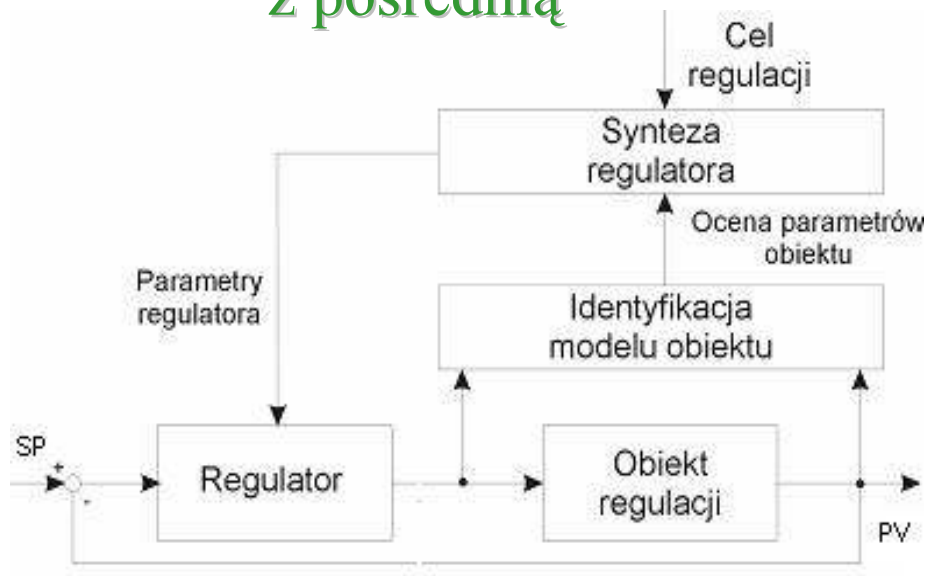 z pośrednią
Cel
regulacji
Synteza
regulatora
Ocena parametrów
obiektu
Parametry
regulatora
Identyfikacja
modelu obiektu
SP
+
-
Regulator
Obiekt
regulacji
PV